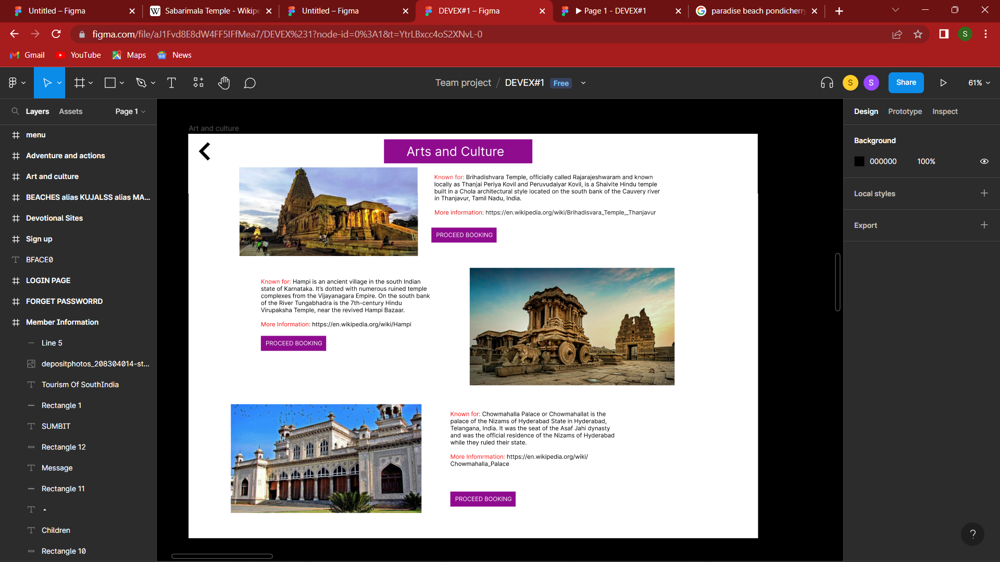 Untitled – Figma
Sabarimala Temple - Wikipe
Untitled – Figma
DEVEX#1 – Figma
▶ Page 1 - DEVEX#1
paradise beach pondicherry
figma.com/file/aJ1Fvd8E8dW4FF5IFfMea7/DEVEX%231?node-id=0%3A1&t=YtrLBxcc4oS2XNvL-0
S
Gmail
YouTube
Maps
News
Team project / DEVEX#1 Free
S
S
Share
61%
Layers
Assets
Page 1
menu
Adventure and actions
Art and culture
BEACHES alias KUJALSS alias MA...
Devotional Sites
Sign up
BFACE0
LOGIN PAGE
FORGET PASSWORRD
Member Information
Line 5
depositphotos_208304014-st...
Tourism Of SouthIndia
Rectangle 1
SUMBIT
Rectangle 12
Message
Rectangle 11
Children
Rectangle 10
Art and culture
Arts and Culture
Known for: Brihadishvara Temple, officially called Rajarajeshwaram and known
locally as Thanjai Periya Kovil and Peruvudaiyar Kovil, is a Shaivite Hindu temple
built in a Chola architectural style located on the south bank of the Cauvery river
in Thanjavur, Tamil Nadu, India.
More information: https://en.wikipedia.org/wiki/Brihadisvara_Temple,_Thanjavur
PROCEED BOOKING
Known for: Hampi is an ancient village in the south Indian
state of Karnataka. It's dotted with numerous ruined temple
complexes from the Vijayanagara Empire. On the south bank
of the River Tungabhadra is the 7th-century Hindu
Virupaksha Temple, near the revived Hampi Bazaar.
More Information: https://en.wikipedia.org/wiki/Hampi
PROCEED BOOKING
Known for: Chowmahalla Palace or Chowmahallat is the
palace of the Nizams of Hyderabad State in Hyderabad,
Telangana, India. It was the seat of the Asaf Jahi dynasty
and was the official residence of the Nizams of Hyderabad
while they ruled their state.
More Infomrmation: https://en.wikipedia.org/wiki/
Chowmahalla_Palace
PROCEED BOOKING
Design
Prototype
Inspect
Background
000000
100%
Local styles
Export
?